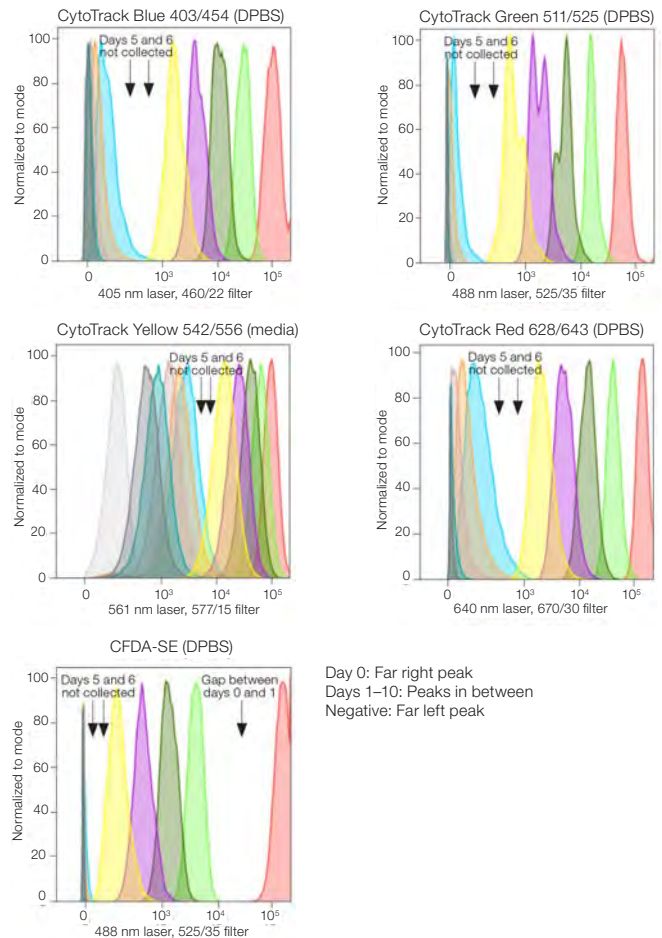 CytoTrack Blue 403/454 (DPBS)
Days 5 and 6
not collected
Normalized to mode
100
80
60
40
20
0
0 10³ 10⁴ 10⁵
405 nm laser, 460/22 filter
CytoTrack Green 511/525 (DPBS)
Days 5 and 6
not collected
Normalized to mode
100
80
60
40
20
0
0 10³ 10⁴ 10⁵
488 nm laser, 525/35 filter
CytoTrack Yellow 542/556 (media)
Days 5 and 6
not collected
Normalized to mode
100
80
60
40
20
0
0 10³ 10⁴ 10⁵
561 nm laser, 577/15 filter
CytoTrack Red 628/643 (DPBS)
Days 5 and 6
not collected
Normalized to mode
100
80
60
40
20
0
0 10³ 10⁴ 10⁵
640 nm laser, 670/30 filter
CFDA-SE (DPBS)
Days 5 and 6
not collected
Gap between
days 0 and 1
Normalized to mode
100
80
60
40
20
0
0 10³ 10⁴ 10⁵
488 nm laser, 525/35 filter
Day 0: Far right peak
Days 1–10: Peaks in between
Negative: Far left peak